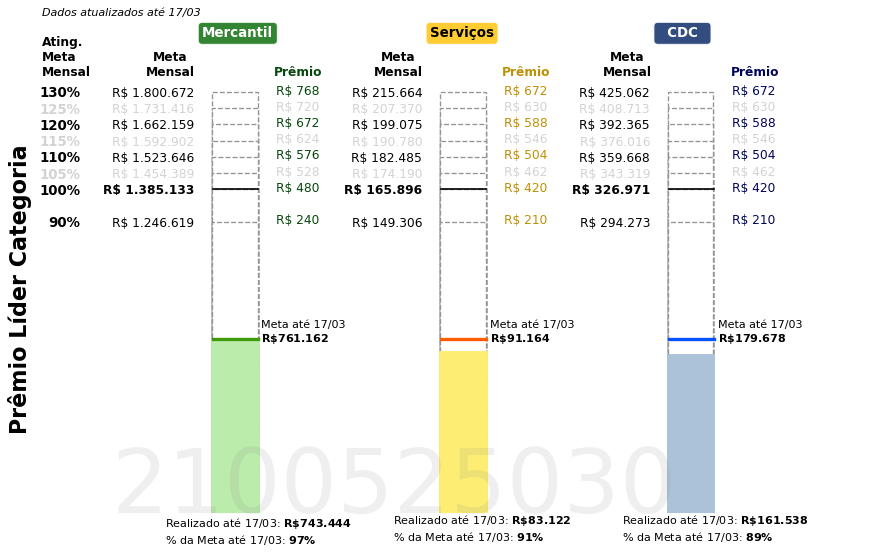 Dados atualizados até 17/03
Mercantil Serviços CDC
Ating. Meta Mensal Meta Mensal Prêmio Meta Mensal Prêmio Meta Mensal Prêmio
130% R$ 1.800.672 R$ 768 R$ 215.664 R$ 672 R$ 425.062 R$ 672
125% R$ 1.731.416 R$ 720 R$ 207.370 R$ 630 R$ 408.713 R$ 630
120% R$ 1.662.159 R$ 672 R$ 199.075 R$ 588 R$ 392.365 R$ 588
115% R$ 1.592.902 R$ 624 R$ 190.780 R$ 546 R$ 376.016 R$ 546
110% R$ 1.523.646 R$ 576 R$ 182.485 R$ 504 R$ 359.668 R$ 504
105% R$ 1.454.389 R$ 528 R$ 174.190 R$ 462 R$ 343.319 R$ 462
100% R$ 1.385.133 R$ 480 R$ 165.896 R$ 420 R$ 326.971 R$ 420
90% R$ 1.246.619 R$ 240 R$ 149.306 R$ 210 R$ 294.273 R$ 210
Prêmio Líder Categoria
Meta até 17/03 Meta até 17/03 Meta até 17/03
R$761.162 R$91.164 R$179.678
2100525030
Realizado até 17/03: R$743.444 Realizado até 17/03: R$83.122 Realizado até 17/03: R$161.538
% da Meta até 17/03: 97% % da Meta até 17/03: 91% % da Meta até 17/03: 89%